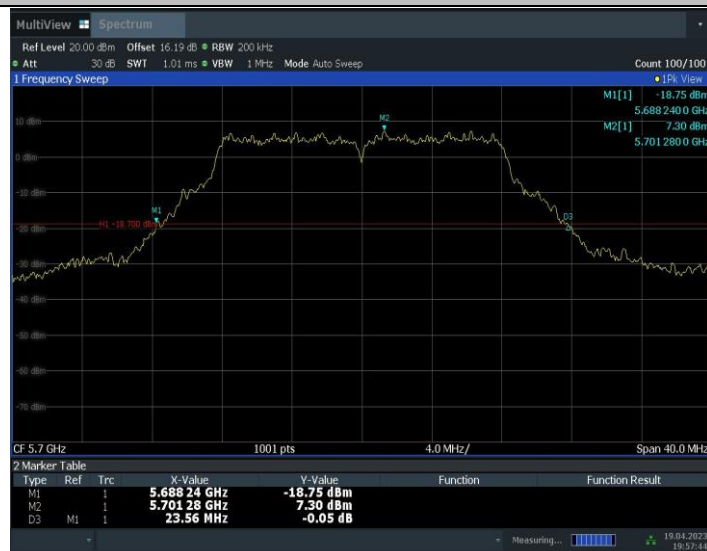 MultiView Spectrum
Ref Level 20.00 dBm Offset 16.19 dB RBW 200 kHz
Att 30 dB SWT 1.01 ms VBW 1 MHz Mode Auto Sweep Count 100/100
1 Frequency Sweep 1Pk View
M1[1] -18.75 dBm
5.688 240 0 GHz
M2[1] 7.30 dBm
5.701 280 0 GHz
M2
10 dBm
0 dBm
-10 dBm
M1
D3
M1 -18.750 dBm
-20 dBm
-30 dBm
-40 dBm
-50 dBm
-60 dBm
-70 dBm
CF 5.7 GHz 1001 pts 4.0 MHz/ Span 40.0 MHz
2 Marker Table
Type Ref Trc X-Value Y-Value Function Function Result
M1 1 5.688 24 GHz -18.75 dBm
M2 1 5.701 28 GHz 7.30 dBm
D3 M1 1 23.56 MHz -0.05 dB
Measuring... 19.04.2023
19:57:44